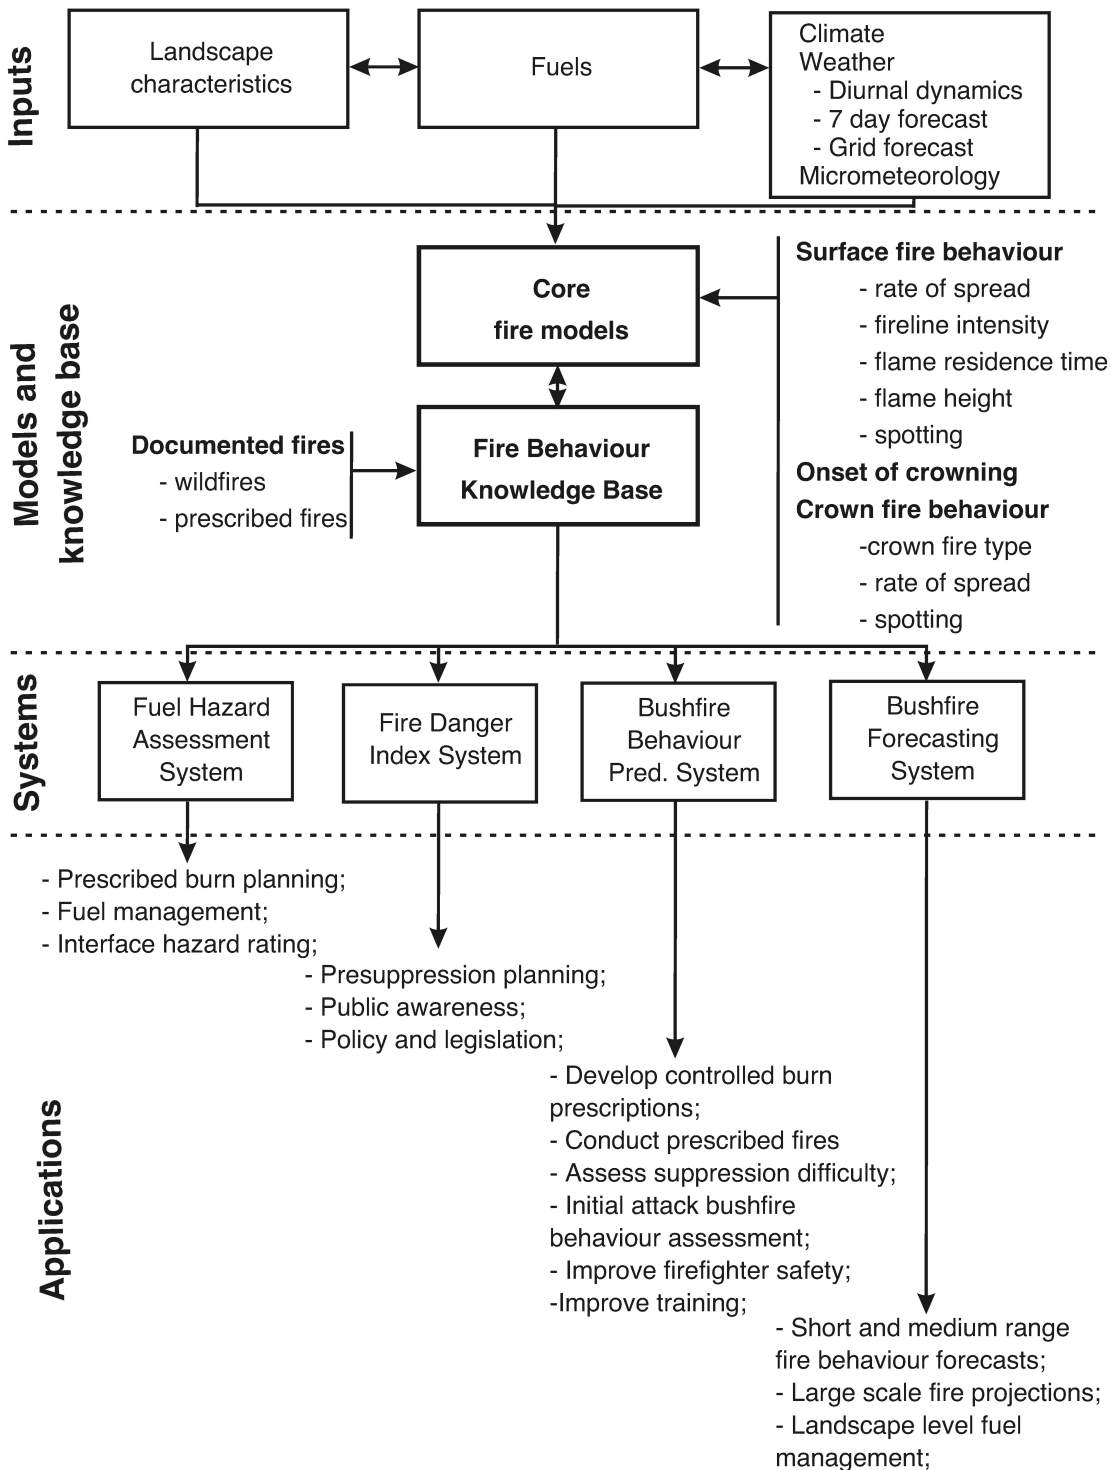 Inputs
Landscape
characteristics
Fuels
Climate
Weather
- Diurnal dynamics
- 7 day forecast
- Grid forecast
Micrometeorology
Models and
knowledge base
Core
fire models
Surface fire behaviour
- rate of spread
- fireline intensity
- flame residence time
- flame height
- spotting
Onset of crowning
Crown fire behaviour
-crown fire type
- rate of spread
- spotting
Documented fires
- wildfires
- prescribed fires
Fire Behaviour
Knowledge Base
Systems
Fuel Hazard
Assessment
System
Fire Danger
Index System
Bushfire
Behaviour
Pred. System
Bushfire
Forecasting
System
Applications
- Prescribed burn planning;
- Fuel management;
- Interface hazard rating;
- Presuppression planning;
- Public awareness;
- Policy and legislation;
- Develop controlled burn
prescriptions;
- Conduct prescribed fires
- Assess suppression difficulty;
- Initial attack bushfire
behaviour assessment;
- Improve firefighter safety;
-Improve training;
- Short and medium range
fire behaviour forecasts;
- Large scale fire projections;
- Landscape level fuel
management;